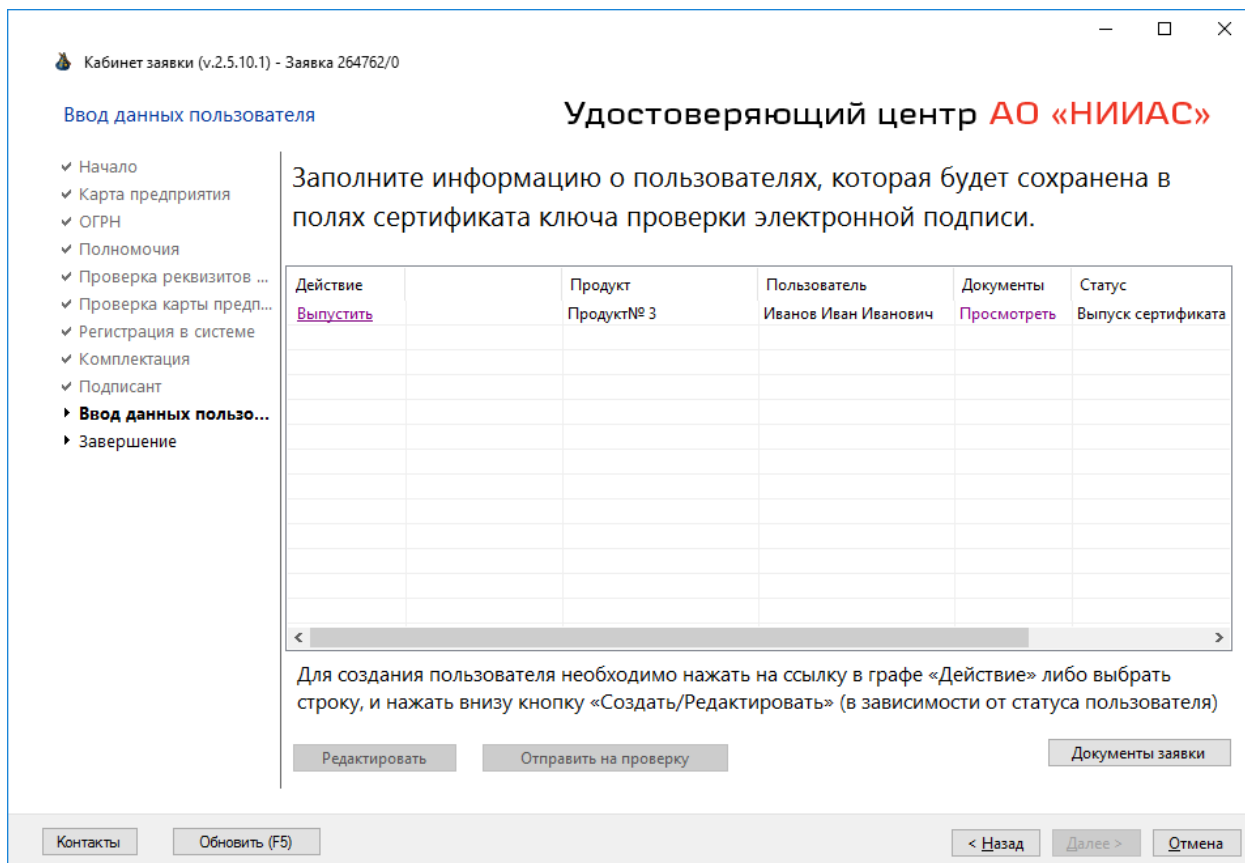 Кабинет заявки (v.2.5.10.1) - Заявка 264762/0
Ввод данных пользователя
Удостоверяющий центр АО «НИИАС»
Начало
Карта предприятия
ОГРН
Полномочия
Проверка реквизитов ...
Проверка карты предп...
Регистрация в системе
Комплектация
Подписант
Ввод данных пользо...
Завершение
Заполните информацию о пользователях, которая будет сохранена в
полях сертификата ключа проверки электронной подписи.
Действие Продукт Пользователь Документы Статус
Выпустить Продукт№ 3 Иванов Иван Иванович Просмотреть Выпуск сертификата
Для создания пользователя необходимо нажать на ссылку в графе «Действие» либо выбрать
строку, и нажать внизу кнопку «Создать/Редактировать» (в зависимости от статуса пользователя)
Редактировать Отправить на проверку Документы заявки
Контакты Обновить (F5) < Назад Далее > Отмена